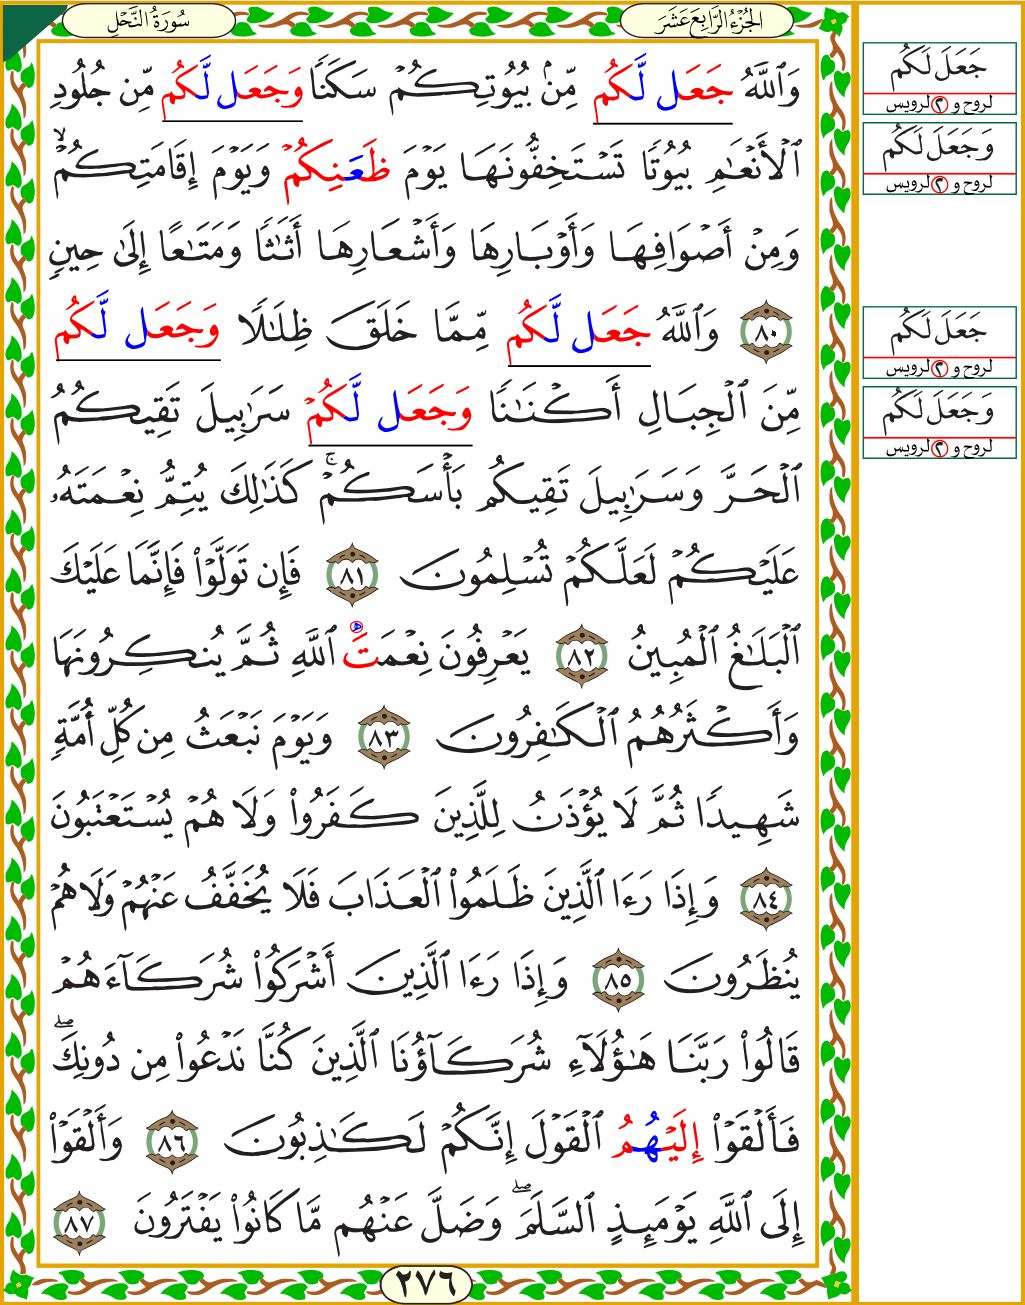 سُورَةُ النَّحۡلِ
الجُزۡءُ الرَّابِعَ عَشَرَ
وَٱللَّهُ جَعَل لَّكُم مِّنۢ بُيُوتِكُمۡ سَكَنٗا وَجَعَل لَّكُم مِّن جُلُودِ
ٱلۡأَنۡعَٰمِ بُيُوتٗا تَسۡتَخِفُّونَهَا يَوۡمَ ظَعَنِكُمۡ وَيَوۡمَ إِقَامَتِكُمۡۙ
وَمِنۡ أَصۡوَافِهَا وَأَوۡبَارِهَا وَأَشۡعَارِهَا أَثَٰثٗا وَمَتَٰعًا إِلَىٰ حِينٖ
٨٠ وَٱللَّهُ جَعَل لَّكُم مِّمَّا خَلَقَ ظِلَٰلٗا وَجَعَل لَّكُم
مِّنَ ٱلۡجِبَالِ أَكۡنَٰنٗا وَجَعَل لَّكُمۡ سَرَٰبِيلَ تَقِيكُمُ
ٱلۡحَرَّ وَسَرَٰبِيلَ تَقِيكُم بَأۡسَكُمۡۚ كَذَٰلِكَ يُتِمُّ نِعۡمَتَهُۥ
عَلَيۡكُمۡ لَعَلَّكُمۡ تُسۡلِمُونَ ٨١ فَإِن تَوَلَّوۡاْ فَإِنَّمَا عَلَيۡكَ
ٱلۡبَلَٰغُ ٱلۡمُبِينُ ٨٢ يَعۡرِفُونَ نِعۡمَتَ ٱللَّهِ ثُمَّ يُنكِرُونَهَا
وَأَكۡثَرُهُمُ ٱلۡكَٰفِرُونَ ٨٣ وَيَوۡمَ نَبۡعَثُ مِن كُلِّ أُمَّةٖ
شَهِيدٗا ثُمَّ لَا يُؤۡذَنُ لِلَّذِينَ كَفَرُواْ وَلَا هُمۡ يُسۡتَعۡتَبُونَ
٨٤ وَإِذَا رَءَا ٱلَّذِينَ ظَلَمُواْ ٱلۡعَذَابَ فَلَا يُخَفَّفُ عَنۡهُمۡ وَلَا هُمۡ
يُنظَرُونَ ٨٥ وَإِذَا رَءَا ٱلَّذِينَ أَشۡرَكُواْ شُرَكَآءَهُمۡ
قَالُواْ رَبَّنَا هَٰٓؤُلَآءِ شُرَكَآؤُنَا ٱلَّذِينَ كُنَّا نَدۡعُواْ مِن دُونِكَۖ
فَأَلۡقَوۡاْ إِلَيۡهُمُ ٱلۡقَوۡلَ إِنَّكُمۡ لَكَٰذِبُونَ ٨٦ وَأَلۡقَوۡاْ
إِلَى ٱللَّهِ يَوۡمَئِذٍ ٱلسَّلَمَۖ وَضَلَّ عَنۡهُم مَّا كَانُواْ يَفۡتَرُونَ ٨٧
٢٧٦
جَعَلَ لَكُم
لروح و ٢ لرويس
وَجَعَلَ لَكُم
لروح و ٢ لرويس
جَعَلَ لَكُم
لروح و ٢ لرويس
وَجَعَلَ لَكُم
لروح و ٢ لرويس